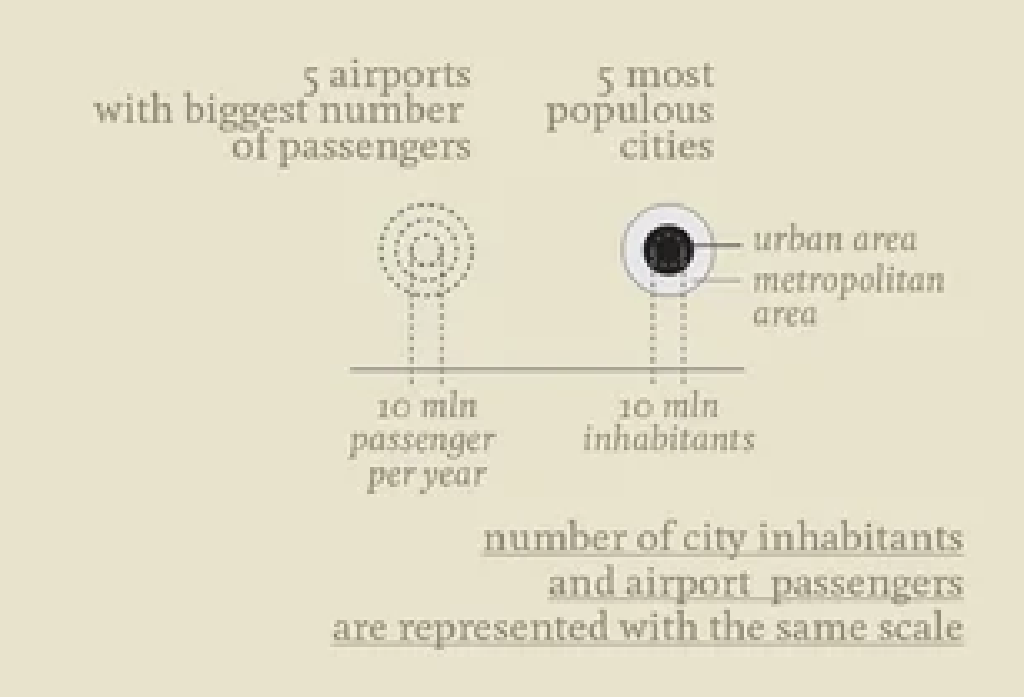 5 airports
with biggest number
of passengers
5 most
populous
cities
urban area
metropolitan
area
10 mln
passenger
per year
10 mln
inhabitants
number of city inhabitants
and airport passengers
are represented with the same scale